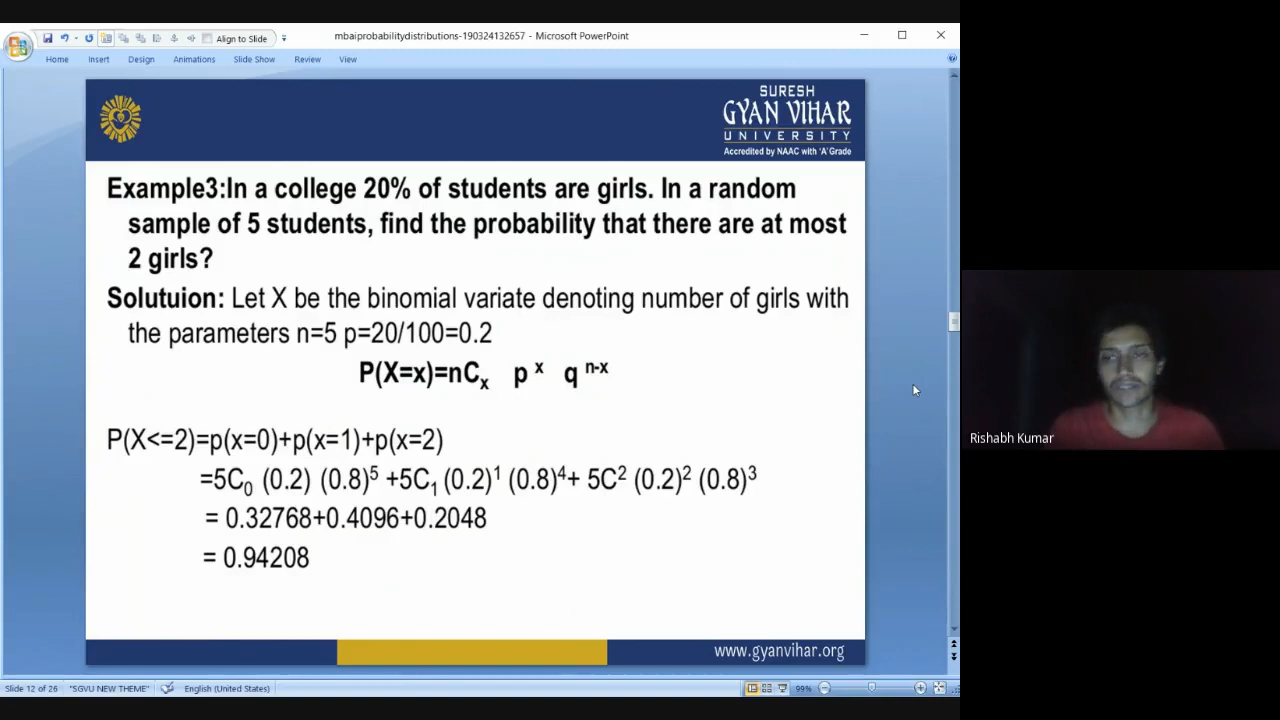 Align to Slide
mbaiprobabilitydistributions-190324132657 - Microsoft PowerPoint
Home Insert Design Animations Slide Show Review View
SURESH
GYAN VIHAR
UNIVERSITY
Accredited by NAAC with 'A' Grade
Example3:In a college 20% of students are girls. In a random
sample of 5 students, find the probability that there are at most
2 girls?
Solutuion: Let X be the binomial variate denoting number of girls with
the parameters n=5 p=20/100=0.2
P(X=x)=nCₓ p ˣ q ⁿ⁻ˣ
P(X<=2)=p(x=0)+p(x=1)+p(x=2)
=5C₀ (0.2) (0.8)⁵ +5C₁ (0.2)¹ (0.8)⁴+ 5C² (0.2)² (0.8)³
= 0.32768+0.4096+0.2048
= 0.94208
www.gyanvihar.org
Rishabh Kumar
Slide 12 of 26 "SGVU NEW THEME" English (United States) 99%